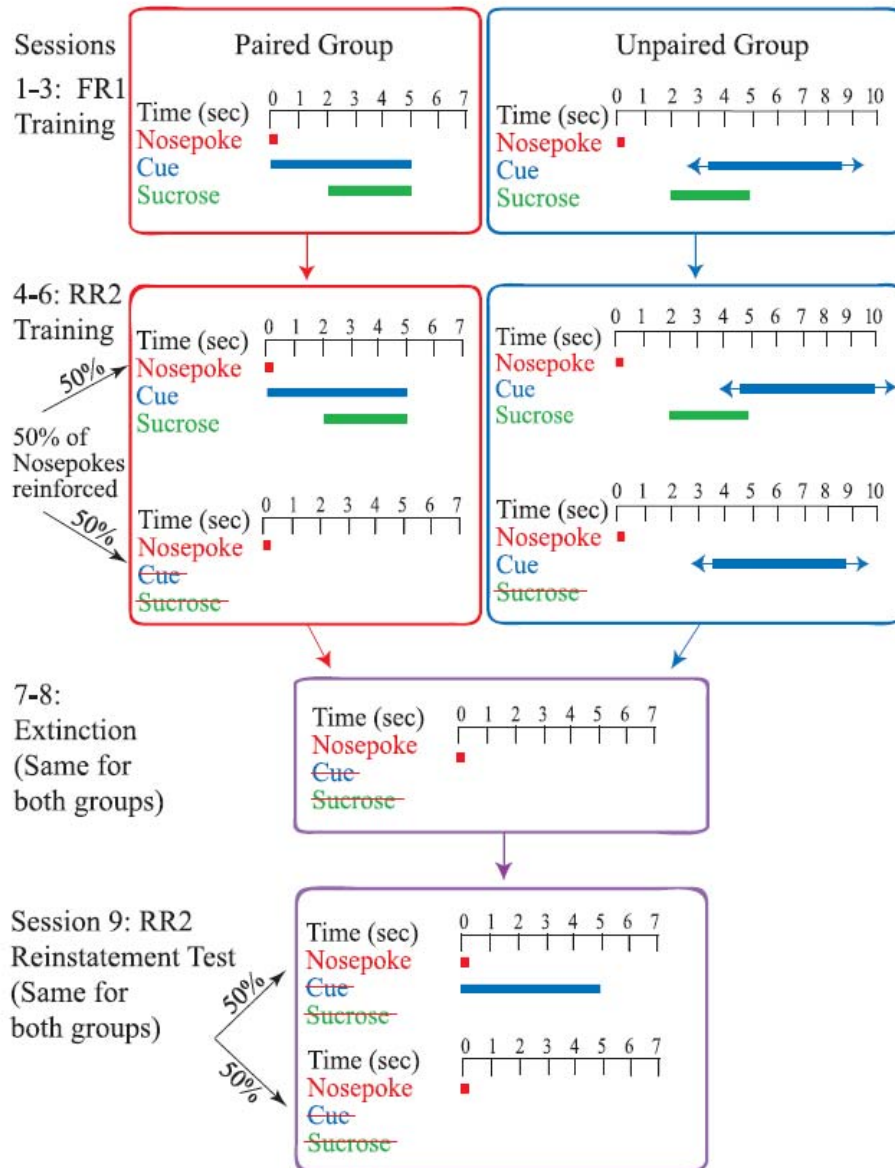 Sessions
1-3: FR1
Training
Paired Group
0 1 2 3 4 5 6 7
Time (sec)
Nosepoke
Cue
Sucrose
Unpaired Group
0 1 2 3 4 5 6 7 8 9 10
Time (sec)
Nosepoke
Cue
Sucrose
4-6: RR2
Training
50%
50% of
Nosepokes
reinforced
50%
0 1 2 3 4 5 6 7
Time (sec)
Nosepoke
Cue
Sucrose
0 1 2 3 4 5 6 7
Time (sec)
Nosepoke
Cue
Sucrose
0 1 2 3 4 5 6 7 8 9 10
Time (sec)
Nosepoke
Cue
Sucrose
0 1 2 3 4 5 6 7 8 9 10
Time (sec)
Nosepoke
Cue
Sucrose
7-8:
Extinction
(Same for
both groups)
0 1 2 3 4 5 6 7
Time (sec)
Nosepoke
Cue
Sucrose
Session 9: RR2
Reinstatement Test
(Same for
both groups)
50%
50%
0 1 2 3 4 5 6 7
Time (sec)
Nosepoke
Cue
Sucrose
0 1 2 3 4 5 6 7
Time (sec)
Nosepoke
Cue
Sucrose